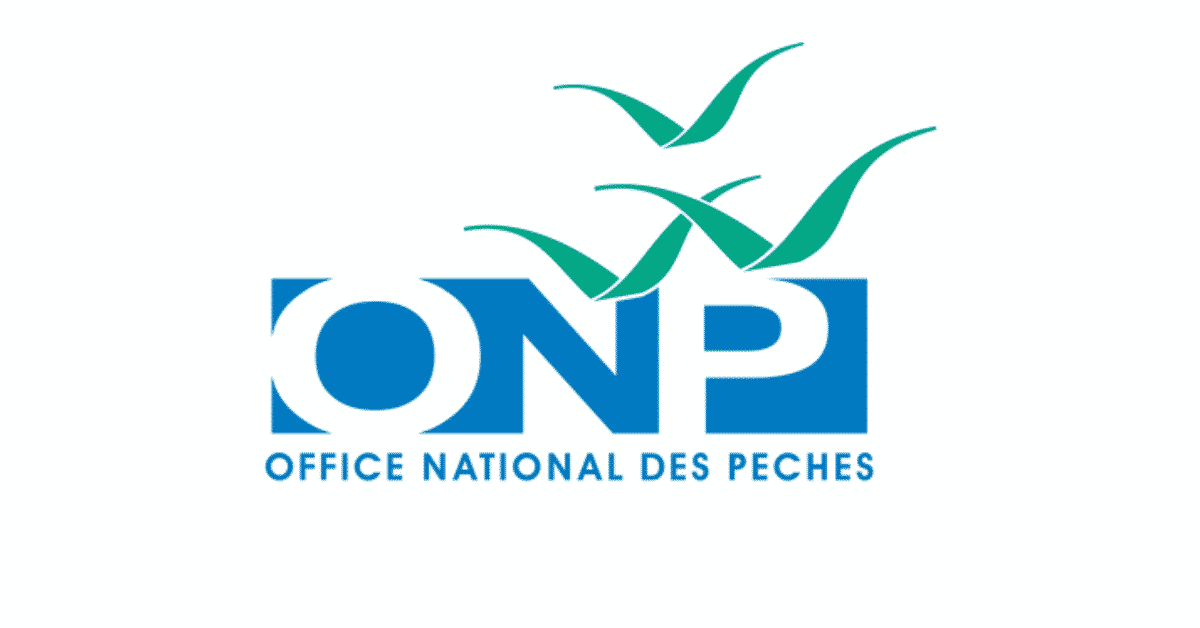 ONP
OFFICE NATIONAL DES PECHES